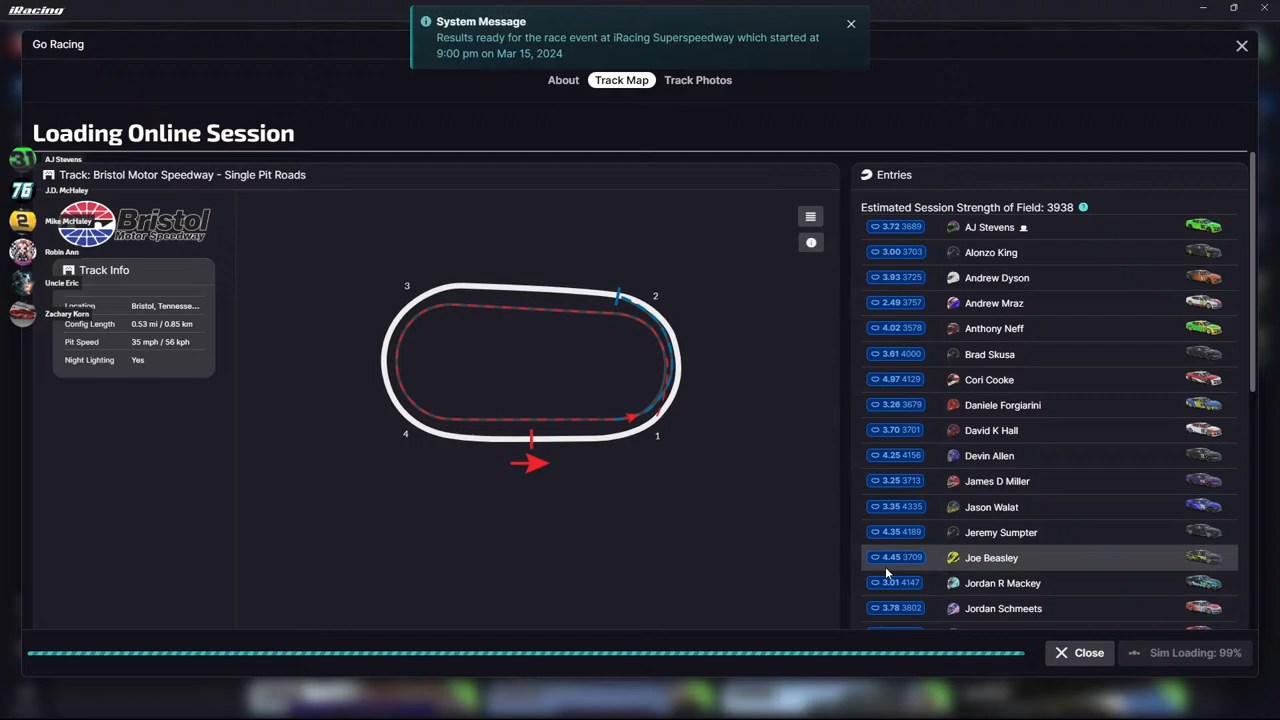 iRacing
System Message
Results ready for the race event at iRacing Superspeedway which started at
9:00 pm on Mar 15, 2024
Go Racing
About
Track Map
Track Photos
Loading Online Session
31
AJ Stevens
76
J.D. McHaley
2
Mike McHaley
Robin Ann
Uncle Eric
Zachary Korn
Track: Bristol Motor Speedway - Single Pit Roads
Bristol
Motor Speedway
Track Info
Location
Bristol, Tennesse...
Config Length
0.53 mi / 0.85 km
Pit Speed
35 mph / 56 kph
Night Lighting
Yes
3
2
4
1
Entries
Estimated Session Strength of Field: 3938
3.72 3689 AJ Stevens
3.00 3703 Alonzo King
3.93 3725 Andrew Dyson
2.49 3757 Andrew Mraz
4.02 3578 Anthony Neff
3.61 4000 Brad Skusa
4.97 4129 Cori Cooke
3.26 3679 Daniele Forgiarini
3.70 3701 David K Hall
4.25 4156 Devin Allen
3.25 3713 James D Miller
3.35 4335 Jason Walat
4.35 4189 Jeremy Sumpter
4.45 3709 Joe Beasley
3.01 4147 Jordan R Mackey
3.78 3802 Jordan Schmeets
Close
Sim Loading: 99%